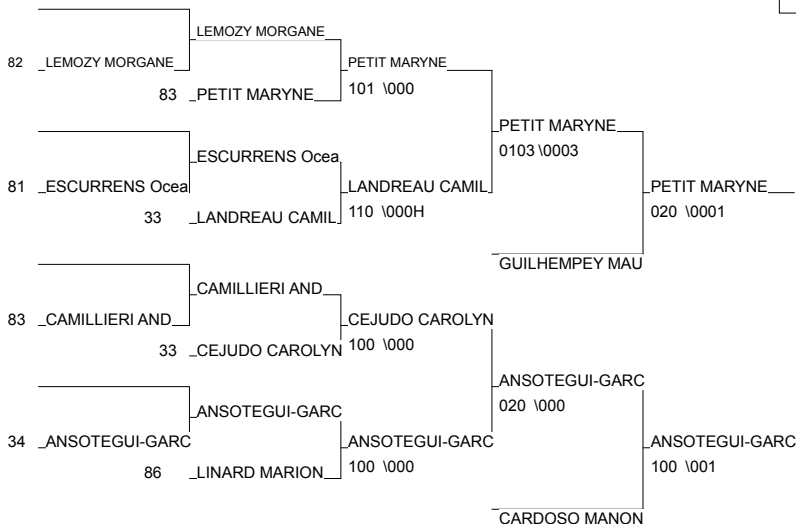 LEMOZY MORGANE
82 LEMOZY MORGANE PETIT MARYNE
83 PETIT MARYNE 101 \000
PETIT MARYNE
0103 \0003
ESCURRENS Ocea
81 ESCURRENS Ocea LANDREAU CAMIL PETIT MARYNE
33 LANDREAU CAMIL 110 \000H 020 \0001
GUILHEMPEY MAU
CAMILLIERI AND
83 CAMILLIERI AND CEJUDO CAROLYN
33 CEJUDO CAROLYN 100 \000
ANSOTEGUI-GARC
020 \000
ANSOTEGUI-GARC
34 ANSOTEGUI-GARC ANSOTEGUI-GARC ANSOTEGUI-GARC
86 LINARD MARION 100 \000 100 \001
CARDOSO MANON